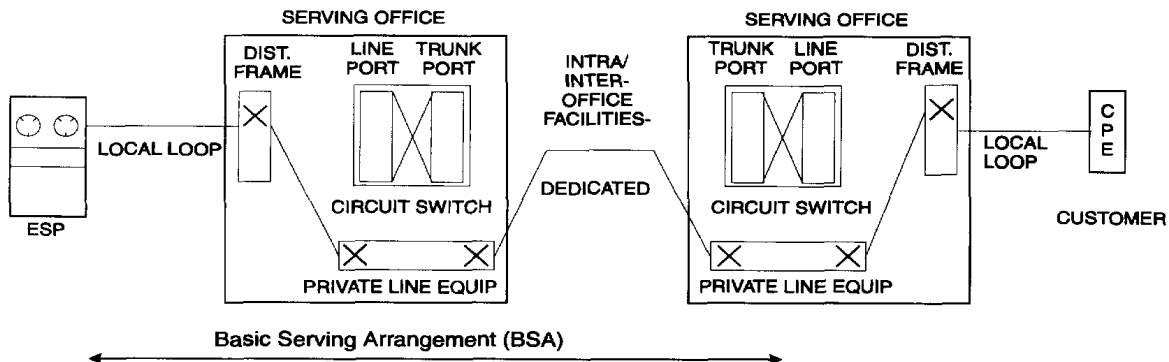 SERVING OFFICE
DIST.
FRAME
LINE
PORT
TRUNK
PORT
CIRCUIT SWITCH
PRIVATE LINE EQUIP
ESP
LOCAL LOOP
INTRA/
INTER-
OFFICE
FACILITIES-
DEDICATED
SERVING OFFICE
TRUNK
PORT
LINE
PORT
DIST.
FRAME
CIRCUIT SWITCH
PRIVATE LINE EQUIP
LOCAL
LOOP
C
P
E
CUSTOMER
Basic Serving Arrangement (BSA)